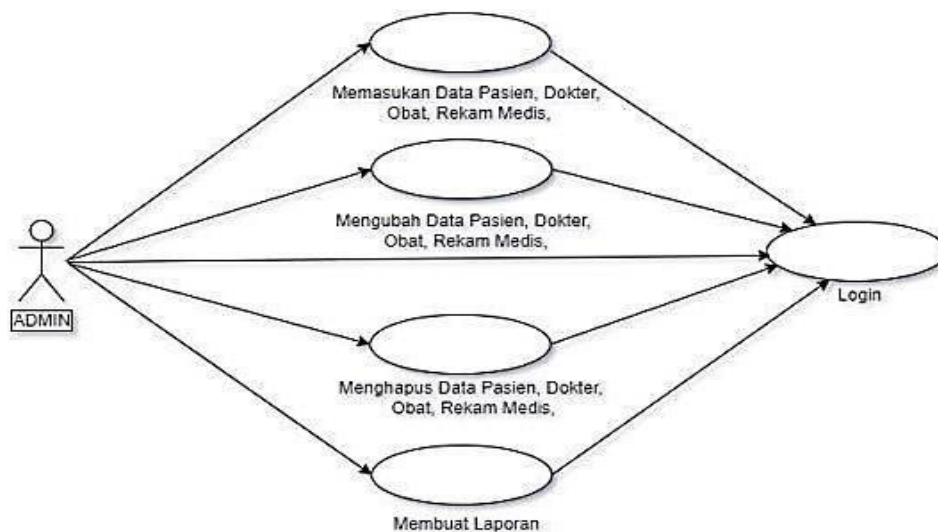 Memasukan Data Pasien, Dokter,
Obat, Rekam Medis,
Mengubah Data Pasien, Dokter,
Obat, Rekam Medis,
Login
ADMIN
Menghapus Data Pasien, Dokter,
Obat, Rekam Medis,
Membuat Laporan